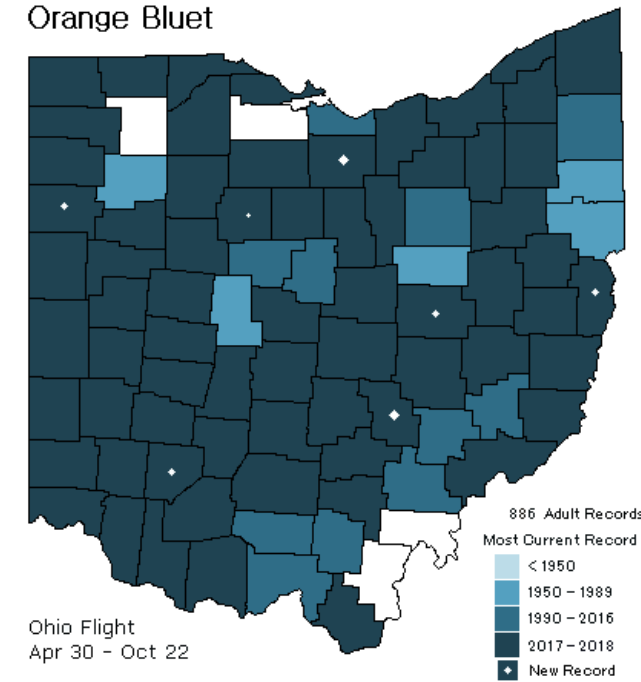 Orange Bluet
886 Adult Records
Most Current Record
< 1950
1950 - 1989
1990 - 2016
2017 - 2018
New Record
Ohio Flight
Apr 30 - Oct 22